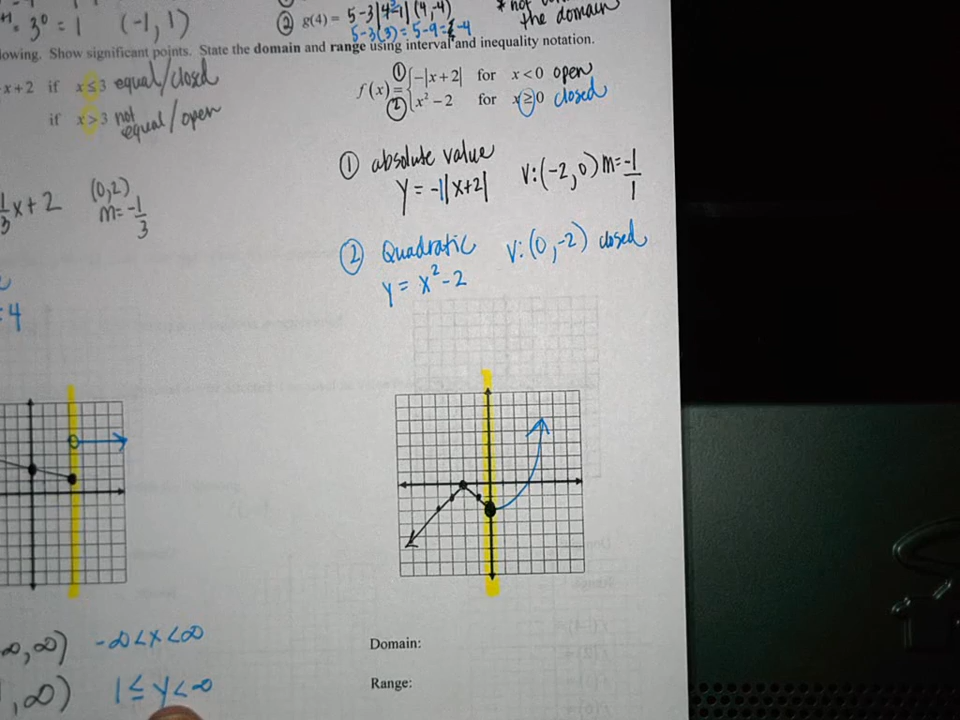 3⁰ = 1 (-1, 1)
② g(4) = 5-3|4-1| (4,-4)
5-3(3) = 5-9 = -4
the domain
lowing. Show significant points. State the domain and range using interval and inequality notation.
x+2 if x≤3 equal/closed
if x>3 not equal/open
f(x)=
① -|x+2| for x<0 open
② x²-2 for x≥0 closed
① absolute value
y = -1|x+2| V:(-2,0) m=-1/1
1/3x+2 (0,2)
m=-1/3
② Quadratic V:(0,-2) closed
y = x²-2
=4
∞,∞) -∞<x<∞
Domain:
,∞) 1≤y<∞
Range: